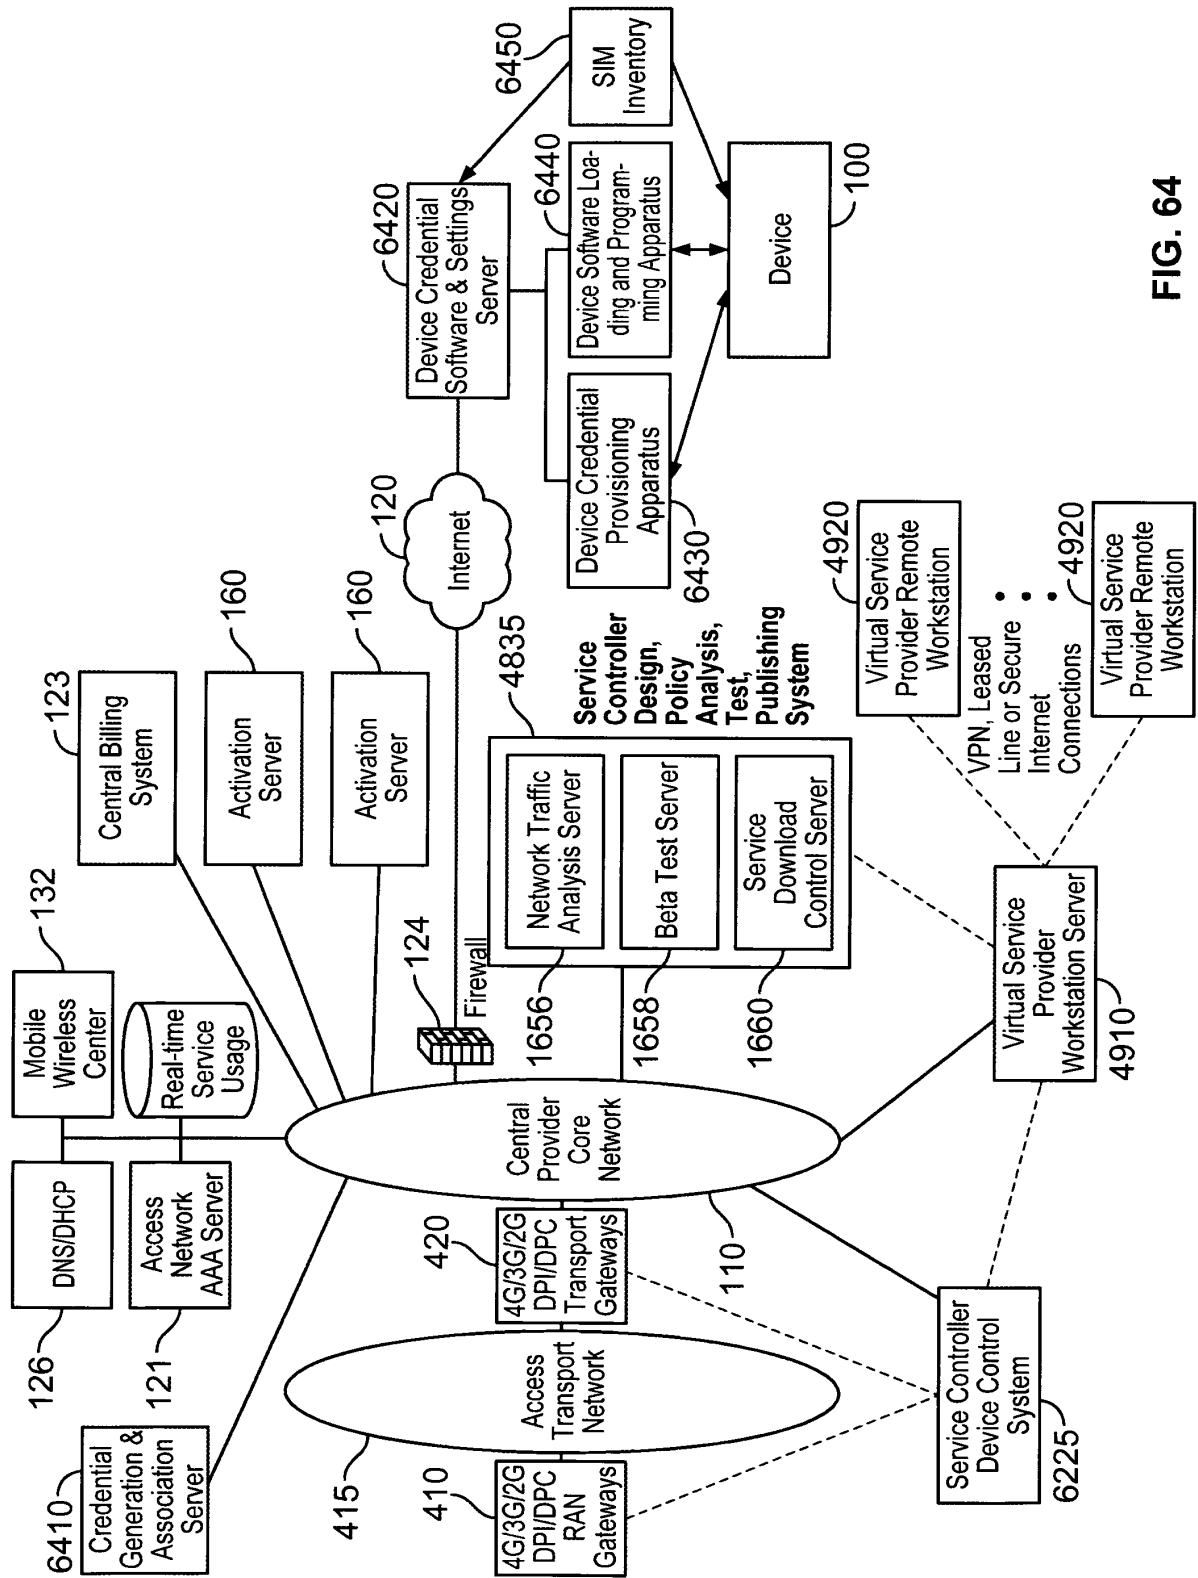 6410
Credential
Generation &
Association
Server
126
DNS/DHCP
121
Access
Network
AAA Server
Mobile
Wireless
Center
132
Real-time
Service
Usage
Central Billing
System
123
Activation
Server
160
Activation
Server
160
415
Access
Transport
Network
410
4G/3G/2G
DPI/DPC
RAN
Gateways
420
4G/3G/2G
DPI/DPC
Transport
Gateways
110
Central
Provider
Core
Network
124
Firewall
120
Internet
Device Credential
Software & Settings
Server
6420
SIM
Inventory
6450
Device Credential
Provisioning
Apparatus
6430
Device Software Loa-
ding and Program-
ming Apparatus
6440
Device
100
4835
Service
Controller
Design,
Policy
Analysis,
Test,
Publishing
System
Network Traffic
Analysis Server
1656
Beta Test Server
1658
Service
Download
Control Server
1660
Service Controller
Device Control
System
6225
Virtual Service
Provider
Workstation Server
4910
Virtual Service
Provider Remote
Workstation
4920
VPN, Leased
Line or Secure
Internet
Connections
Virtual Service
Provider Remote
Workstation
4920
FIG. 64